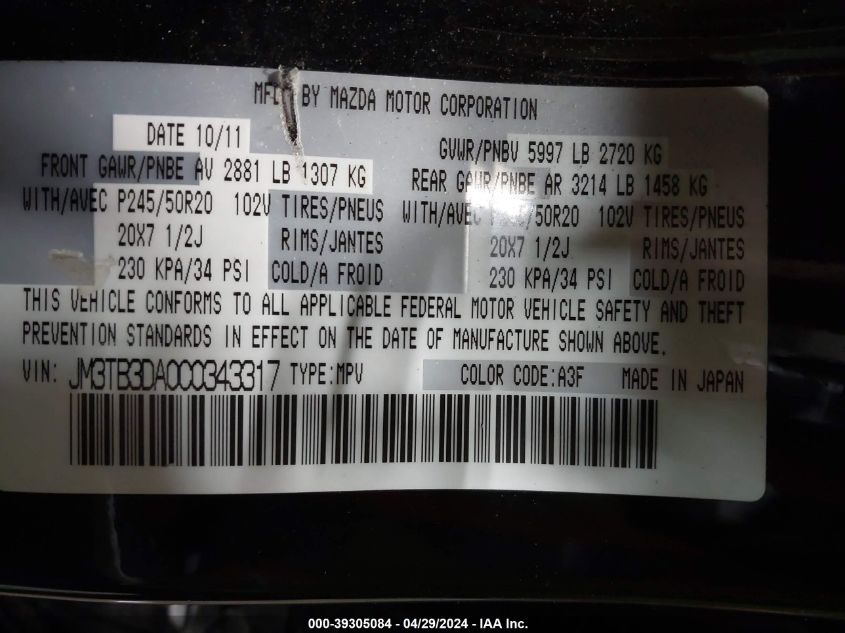 MFD BY MAZDA MOTOR CORPORATION
DATE 10/11 GVWR/PNBV 5997 LB 2720 KG
FRONT GAWR/PNBE AV 2881 LB 1307 KG REAR GAWR/PNBE AR 3214 LB 1458 KG
WITH/AVEC P245/50R20 102V TIRES/PNEUS WITH/AVEC P245/50R20 102V TIRES/PNEUS
20X7 1/2J RIMS/JANTES 20X7 1/2J RIMS/JANTES
230 KPA/34 PSI COLD/A FROID 230 KPA/34 PSI COLD/A FROID
THIS VEHICLE CONFORMS TO ALL APPLICABLE FEDERAL MOTOR VEHICLE SAFETY AND THEFT
PREVENTION STANDARDS IN EFFECT ON THE DATE OF MANUFACTURE SHOWN ABOVE.
VIN: JM3TB3DA0C0343317 TYPE:MPV COLOR CODE:A3F MADE IN JAPAN
000-39305084 - 04/29/2024 - IAA Inc.